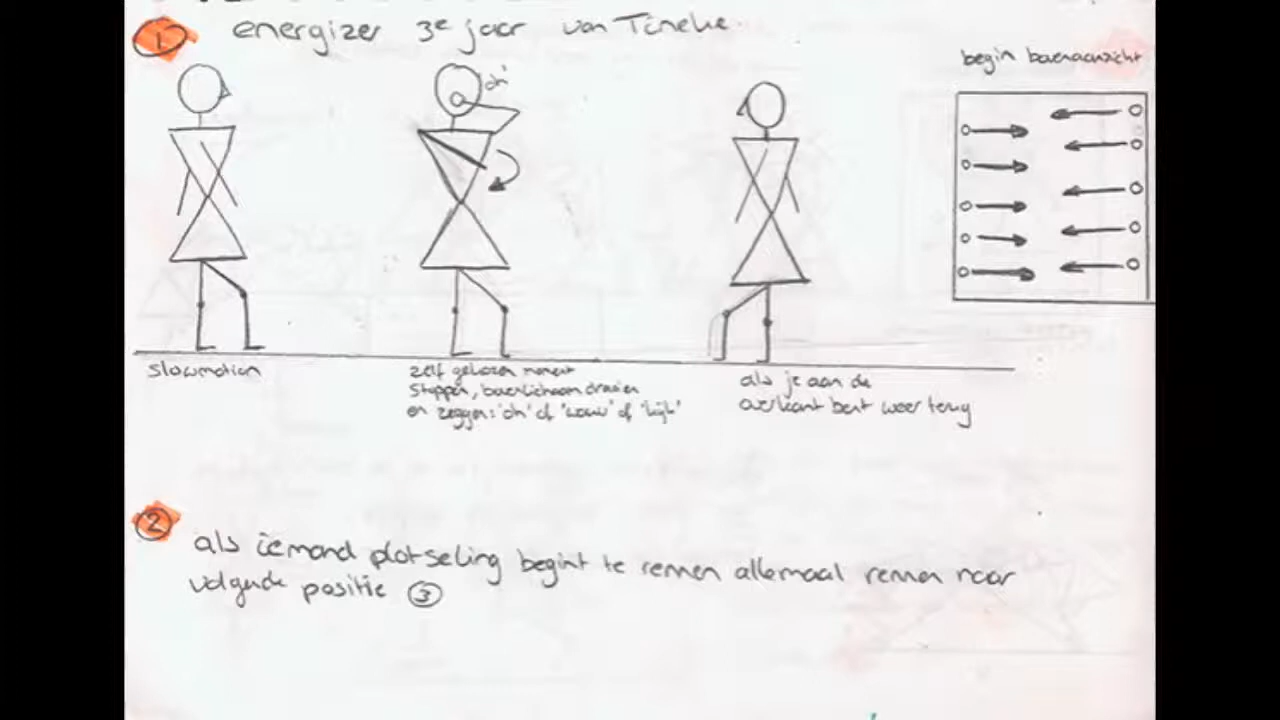 1 energizer 3e jaar van Tineke
begin bovenaanzicht
'oh'
slowmotion
zelf gekozen moment
stoppen, bovenlichaam draaien
en zeggen: 'oh' of 'wauw' of 'kijk'
als je aan de
overkant bent weer terug
2
als iemand plotseling begint te rennen allemaal rennen naar
volgende positie 3